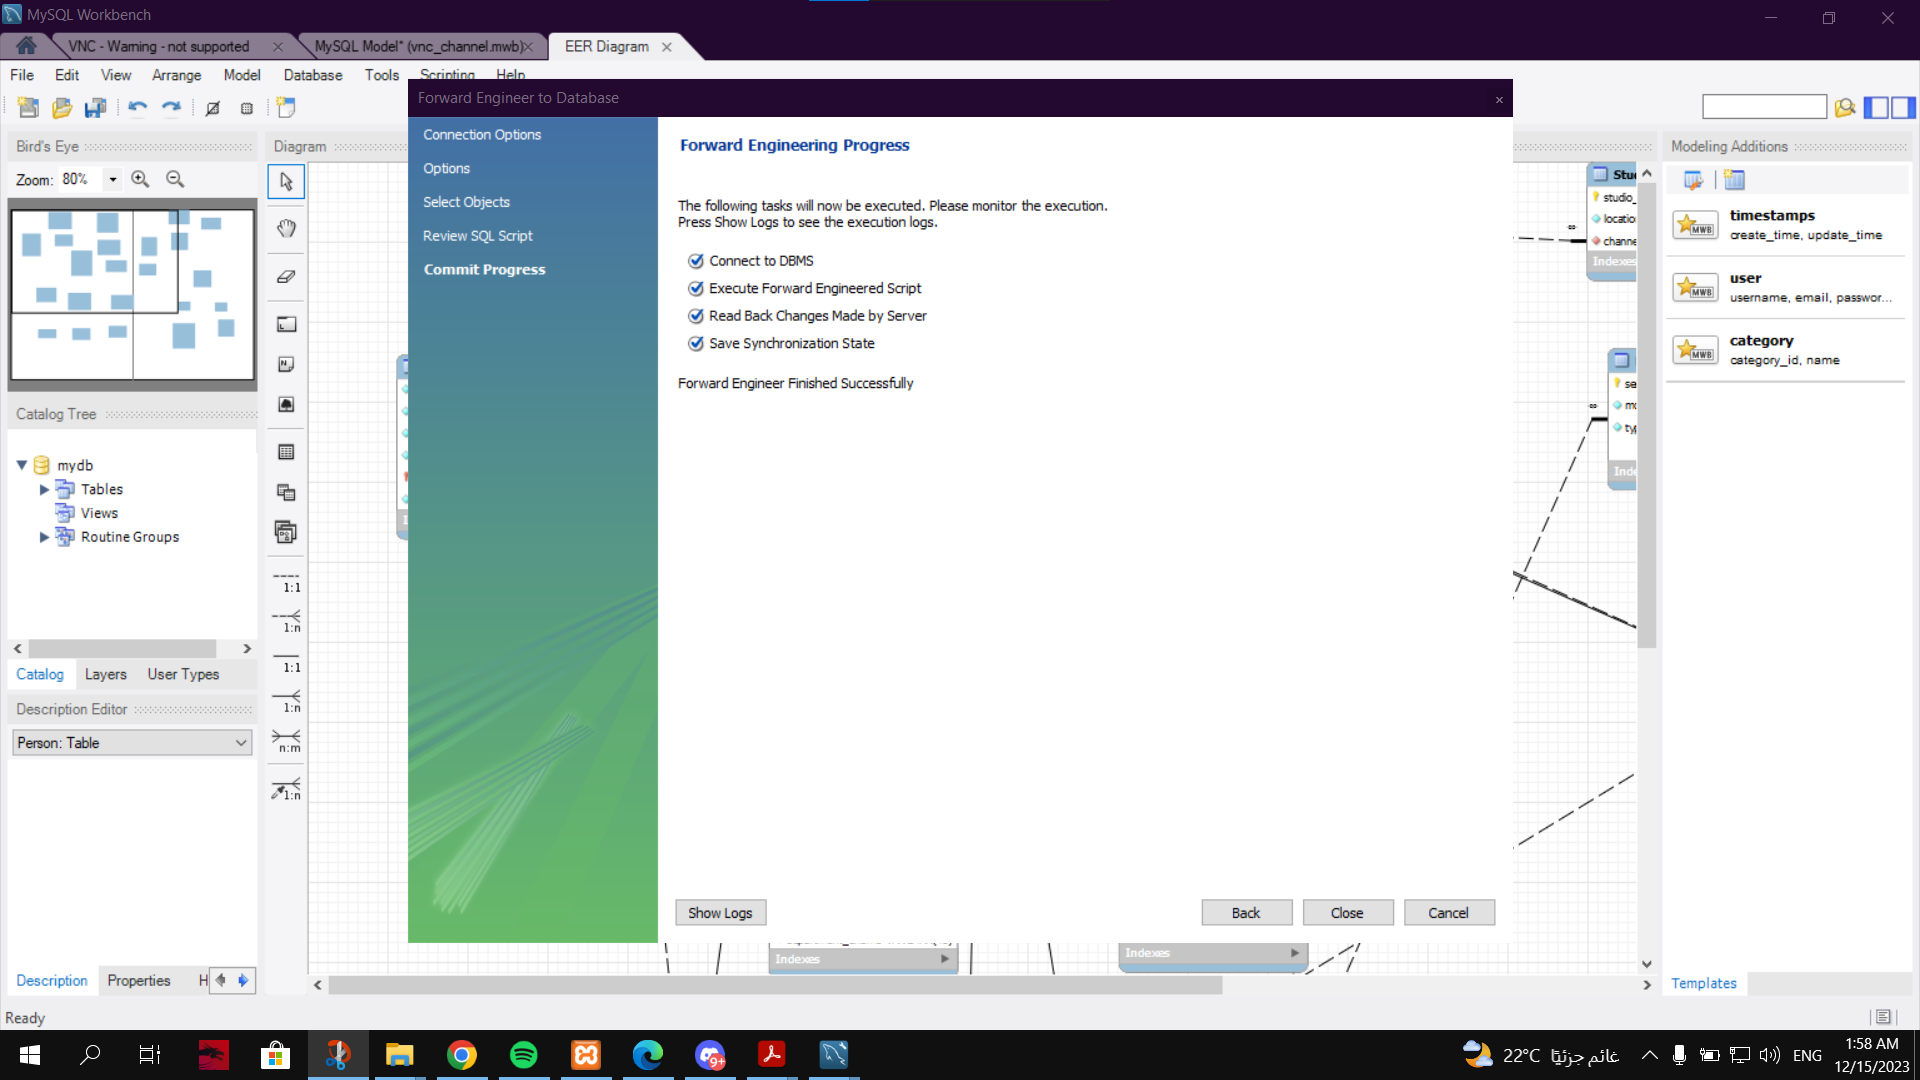 MySQL Workbench
VNC - Warning - not supported
MySQL Model* (vnc_channel.mwb)
EER Diagram
File Edit View Arrange Model Database Tools Scripting Help
Forward Engineer to Database
Bird's Eye
Zoom: 80%
Catalog Tree
mydb
Tables
Views
Routine Groups
Catalog Layers User Types
Description Editor
Person: Table
Description Properties H
Ready
Diagram
1:1
1:n
1:1
1:n
n:m
1:n
Connection Options
Options
Select Objects
Review SQL Script
Commit Progress
Forward Engineering Progress
The following tasks will now be executed. Please monitor the execution.
Press Show Logs to see the execution logs.
Connect to DBMS
Execute Forward Engineered Script
Read Back Changes Made by Server
Save Synchronization State
Forward Engineer Finished Successfully
Show Logs Back Close Cancel
Indexes
Indexes
Stu
studio_
locatio
channe
Indexes
se
mo
typ
Inde
Modeling Additions
timestamps
create_time, update_time
user
username, email, passwor...
category
category_id, name
Templates
9+
22°C غائم جزئيًا
ENG
1:58 AM
12/15/2023